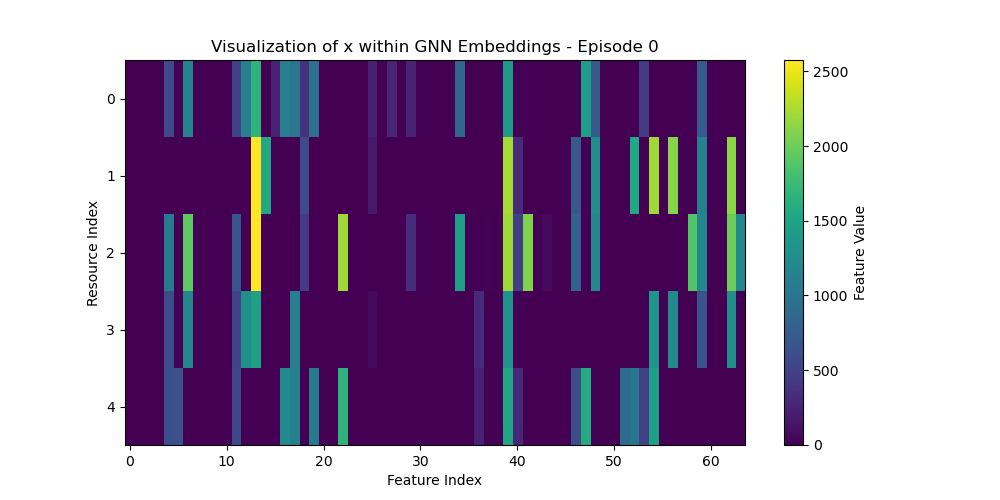 Visualization of x within GNN Embeddings - Episode 0
Resource Index
0
1
2
3
4
0 10 20 30 40 50 60
Feature Index
2500
2000
1500
1000
500
0
Feature Value